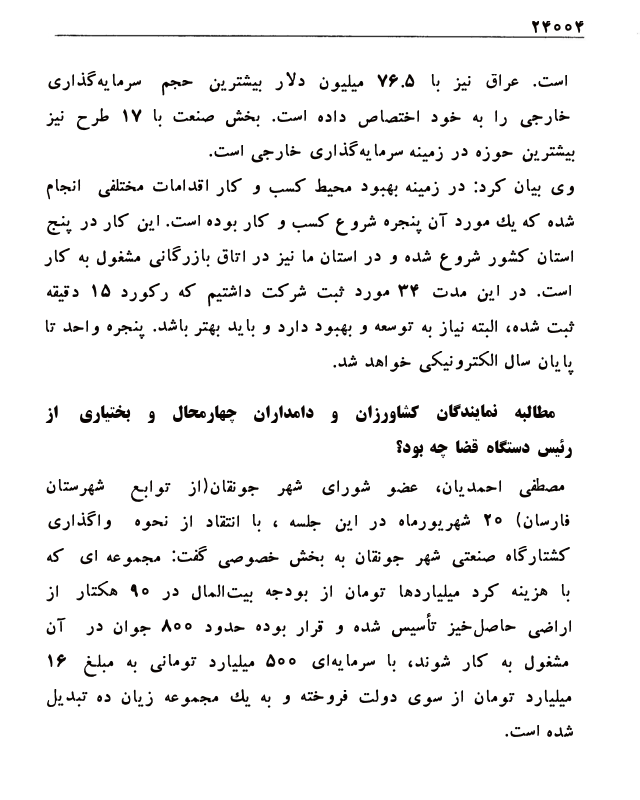 ۲۴۰۰۴
است. عراق نیز با ۷۶.۵ میلیون دلار بیشترین حجم سرمایه‌گذاری
خارجی را به خود اختصاص داده است. بخش صنعت با ۱۷ طرح نیز
بیشترین حوزه در زمینه سرمایه‌گذاری خارجی است.
وی بیان کرد: در زمینه بهبود محیط کسب و کار اقدامات مختلفی انجام
شده که یك مورد آن پنجره شروع کسب و کار بوده است. این کار در پنج
استان کشور شروع شده و در استان ما نیز در اتاق بازرگانی مشغول به کار
است. در این مدت ۳۴ مورد ثبت شرکت داشتیم که رکورد ۱۵ دقیقه
ثبت شده، البته نیاز به توسعه و بهبود دارد و باید بهتر باشد. پنجره واحد تا
پایان سال الکترونیکی خواهد شد.
مطالبه نمایندگان کشاورزان و دامداران چهارمحال و بختیاری از
رئیس دستگاه قضا چه بود؟
مصطفی احمدیان، عضو شورای شهر جونقان(از توابع شهرستان
فارسان) ۲۰ شهریورماه در این جلسه ، با انتقاد از نحوه واگذاری
کشتارگاه صنعتی شهر جونقان به بخش خصوصی گفت: مجموعه ای که
با هزینه کرد میلیاردها تومان از بودجه بیت‌المال در ۹۰ هکتار از
اراضی حاصل‌خیز تأسیس شده و قرار بوده حدود ۸۰۰ جوان در آن
مشغول به کار شوند، با سرمایه‌ای ۵۰۰ میلیارد تومانی به مبلغ ۱۶
میلیارد تومان از سوی دولت فروخته و به یك مجموعه زیان ده تبدیل
شده است.